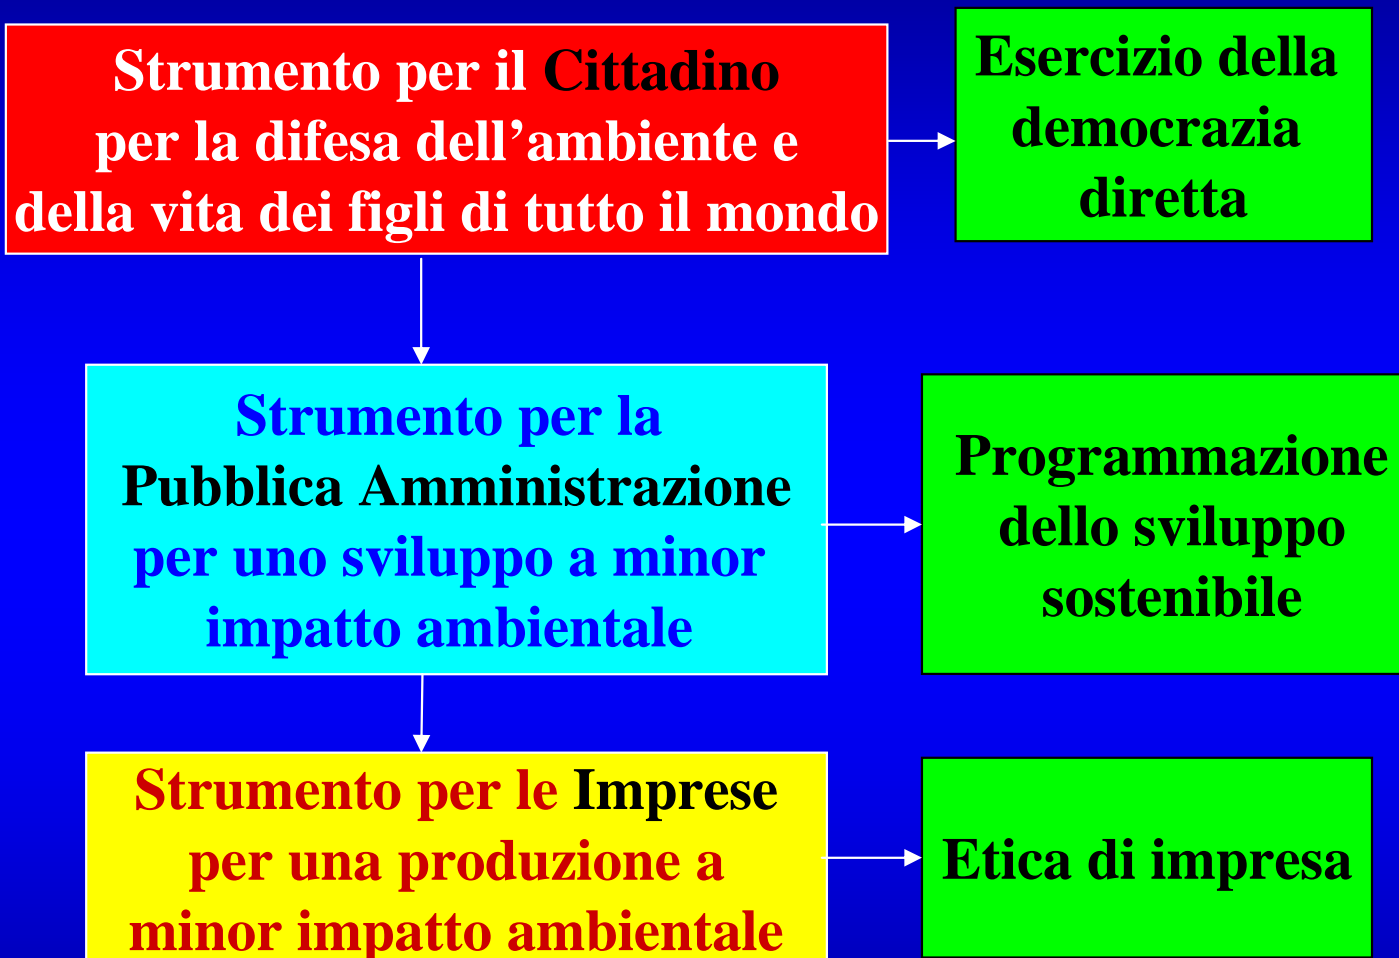 Strumento per il Cittadino
per la difesa dell’ambiente e
della vita dei figli di tutto il mondo
Esercizio della
democrazia
diretta
Strumento per la
Pubblica Amministrazione
per uno sviluppo a minor
impatto ambientale
Programmazione
dello sviluppo
sostenibile
Strumento per le Imprese
per una produzione a
minor impatto ambientale
Etica di impresa